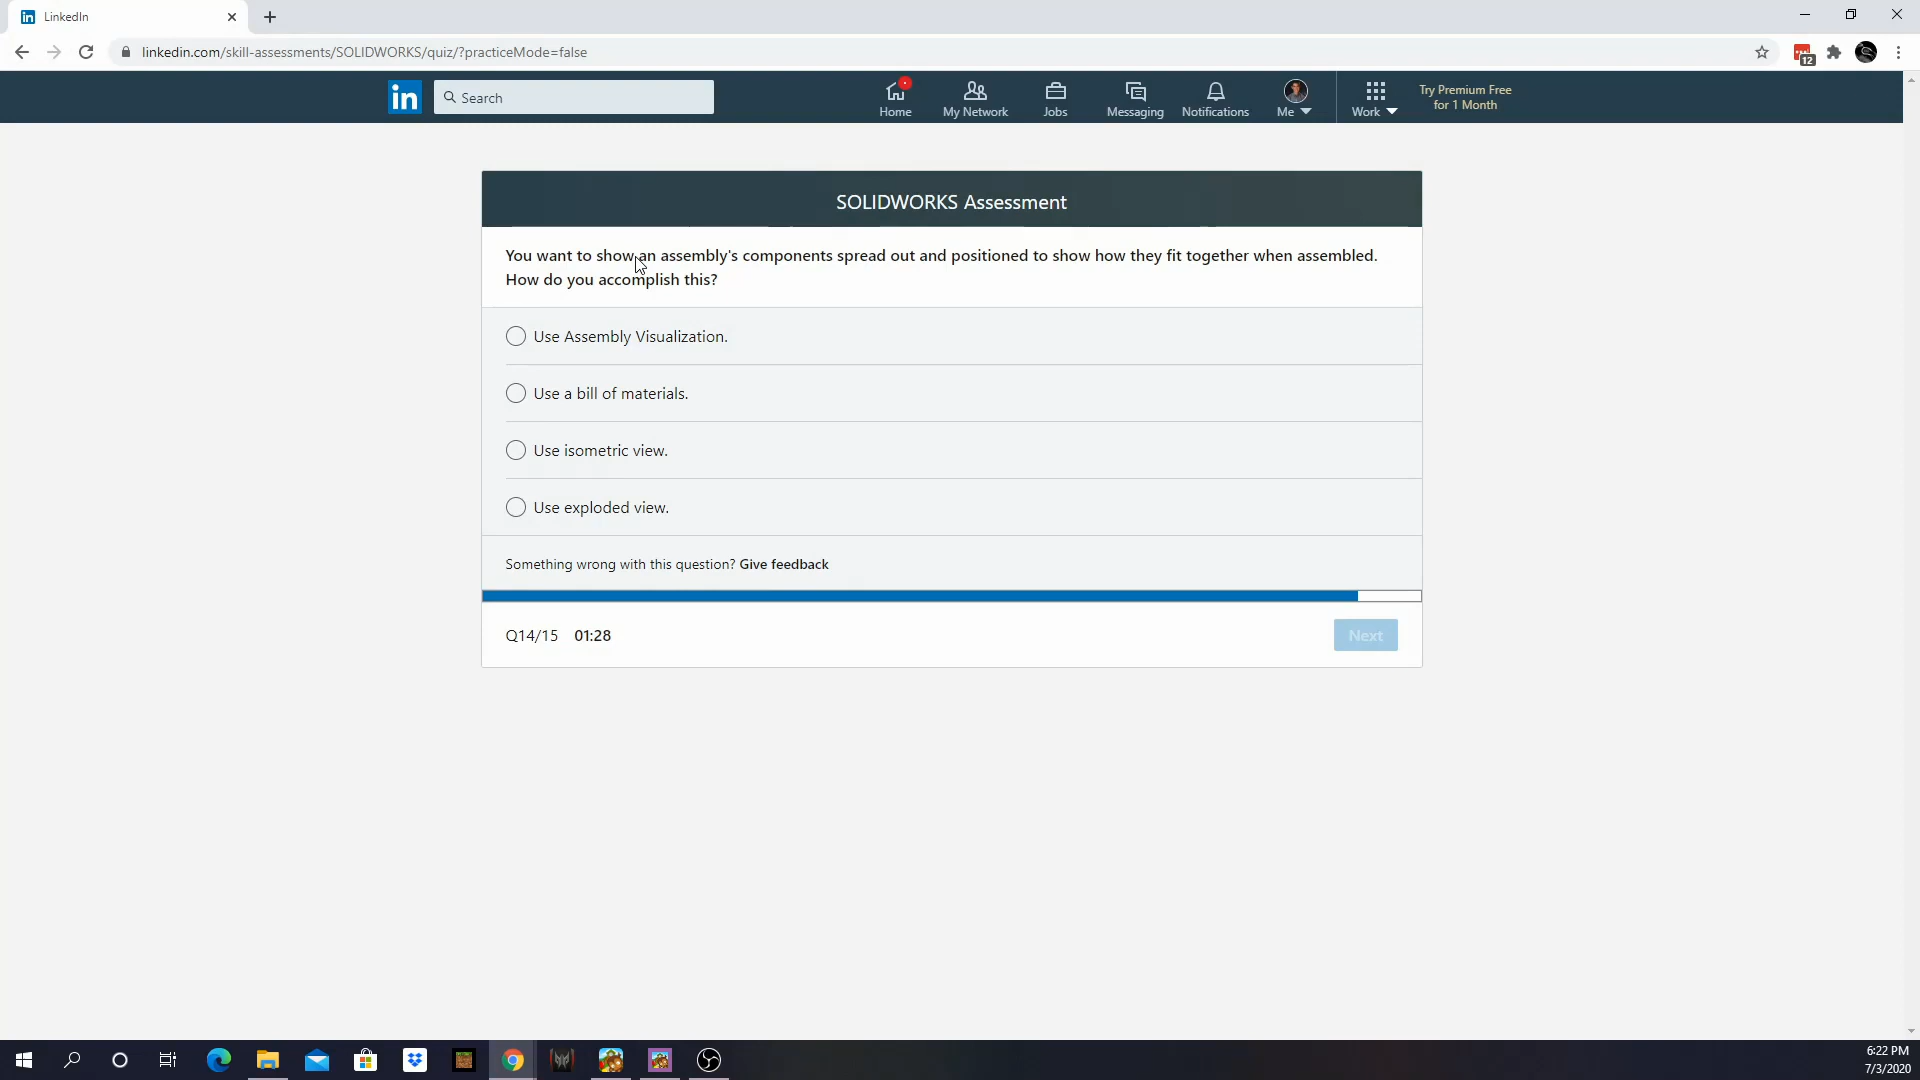 LinkedIn
linkedin.com/skill-assessments/SOLIDWORKS/quiz/?practiceMode=false
12
in
Search
Home
My Network
Jobs
Messaging
Notifications
Me
Work
Try Premium Free
for 1 Month
SOLIDWORKS Assessment
You want to show an assembly's components spread out and positioned to show how they fit together when assembled.
How do you accomplish this?
Use Assembly Visualization.
Use a bill of materials.
Use isometric view.
Use exploded view.
Something wrong with this question? Give feedback
Q14/15 01:28
Next
6:22 PM
7/3/2020